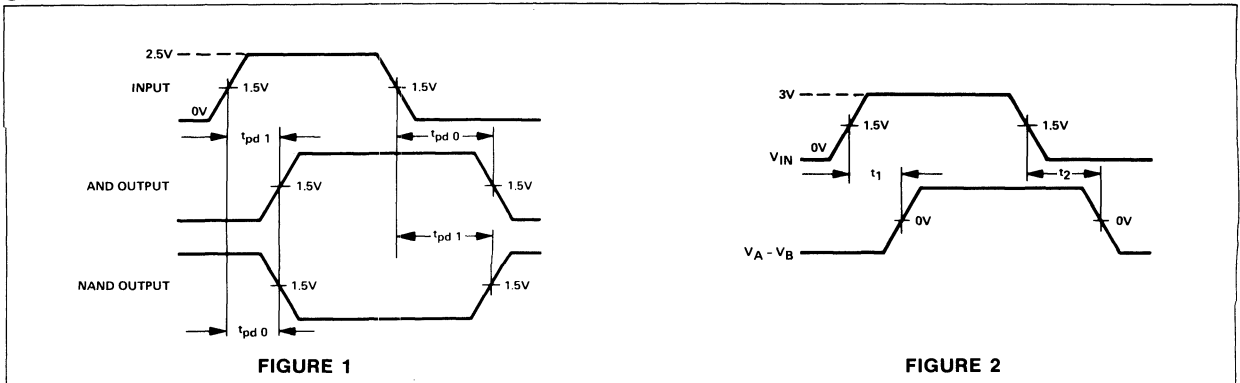 2.5V
INPUT
1.5V
1.5V
0V
tpd 1
tpd 0
AND OUTPUT
1.5V
1.5V
tpd 1
NAND OUTPUT
1.5V
1.5V
tpd 0
FIGURE 1
3V
1.5V
1.5V
0V
VIN
t1
t2
0V
0V
VA - VB
FIGURE 2